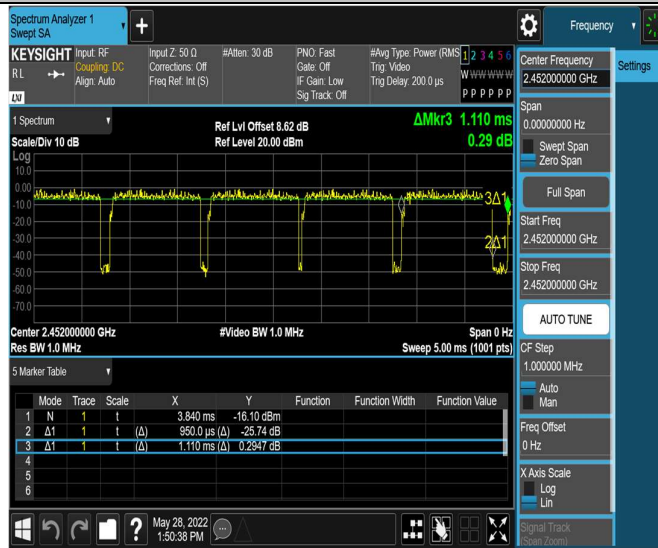 Spectrum Analyzer 1
Swept SA
+
Frequency
KEYSIGHT
RL
LXI
Input: RF
Coupling: DC
Align: Auto
Input Z: 50 Ω
Corrections: Off
Freq Ref: Int (S)
#Atten: 30 dB
PNO: Fast
Gate: Off
IF Gain: Low
Sig Track: Off
#Avg Type: Power (RMS
Trig: Video
Trig Delay: 200.0 µs
1 2 3 4 5 6
W W W W W W
P P P P P P
Center Frequency
2.452000000 GHz
Settings
Span
0.00000000 Hz
Swept Span
Zero Span
Full Span
Start Freq
2.452000000 GHz
Stop Freq
2.452000000 GHz
AUTO TUNE
CF Step
1.000000 MHz
Auto
Man
Freq Offset
0 Hz
X Axis Scale
Log
Lin
Signal Track
(Span Zoom)
1 Spectrum
Scale/Div 10 dB
Ref Lvl Offset 8.62 dB
Ref Level 20.00 dBm
ΔMkr3 1.110 ms
0.29 dB
Log
10.0
0.00
-10.0
-20.0
-30.0
-40.0
-50.0
-60.0
-70.0
3Δ1
2Δ1
Center 2.452000000 GHz
#Video BW 1.0 MHz
Span 0 Hz
Res BW 1.0 MHz
Sweep 5.00 ms (1001 pts)
5 Marker Table
Mode Trace Scale X Y Function Function Width Function Value
1 N 1 t 3.840 ms -16.10 dBm
2 Δ1 1 t (Δ) 950.0 µs (Δ) -25.74 dB
3 Δ1 1 t (Δ) 1.110 ms (Δ) 0.2947 dB
4
5
6
?
May 28, 2022
1:50:38 PM